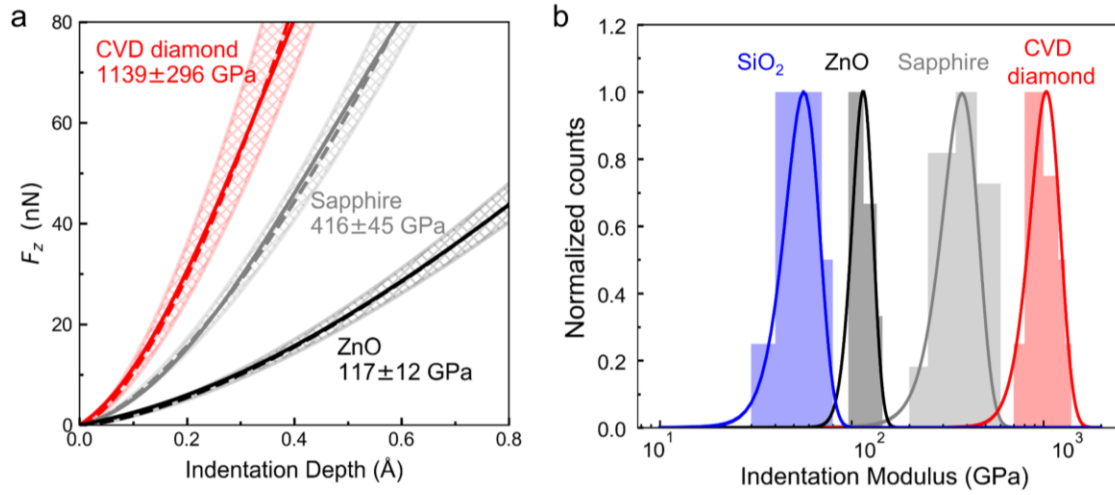 a
80
60
40
20
0
F_z (nN)
CVD diamond
1139±296 GPa
Sapphire
416±45 GPa
ZnO
117±12 GPa
0.0 0.2 0.4 0.6 0.8
Indentation Depth (Å)
b
1.2
1.0
0.8
0.6
0.4
0.2
0.0
Normalized counts
SiO₂ ZnO Sapphire CVD
diamond
10 10² 10³
Indentation Modulus (GPa)